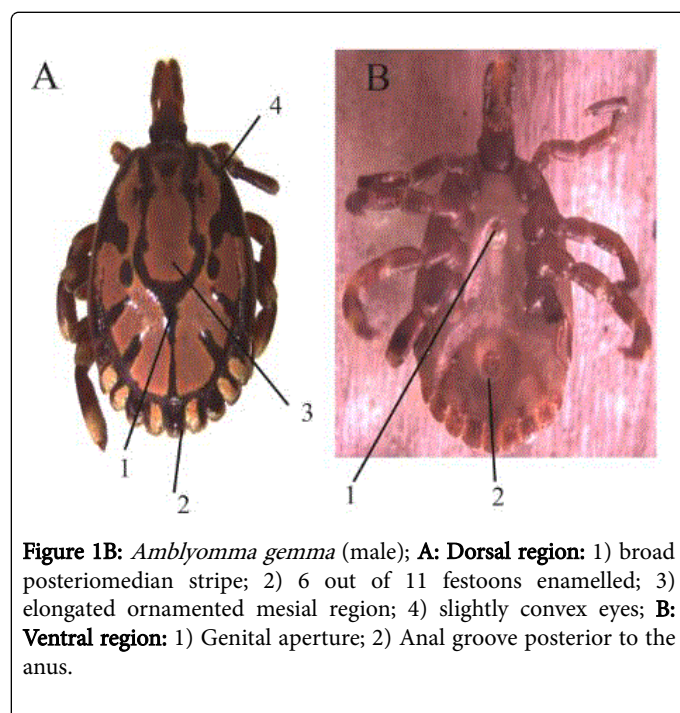 A
B
4
3
1
2
1
2
Figure 1B: Amblyomma gemma (male); A: Dorsal region: 1) broad
posteriomedian stripe; 2) 6 out of 11 festoons enamelled; 3)
elongated ornamented mesial region; 4) slightly convex eyes; B:
Ventral region: 1) Genital aperture; 2) Anal groove posterior to the
anus.